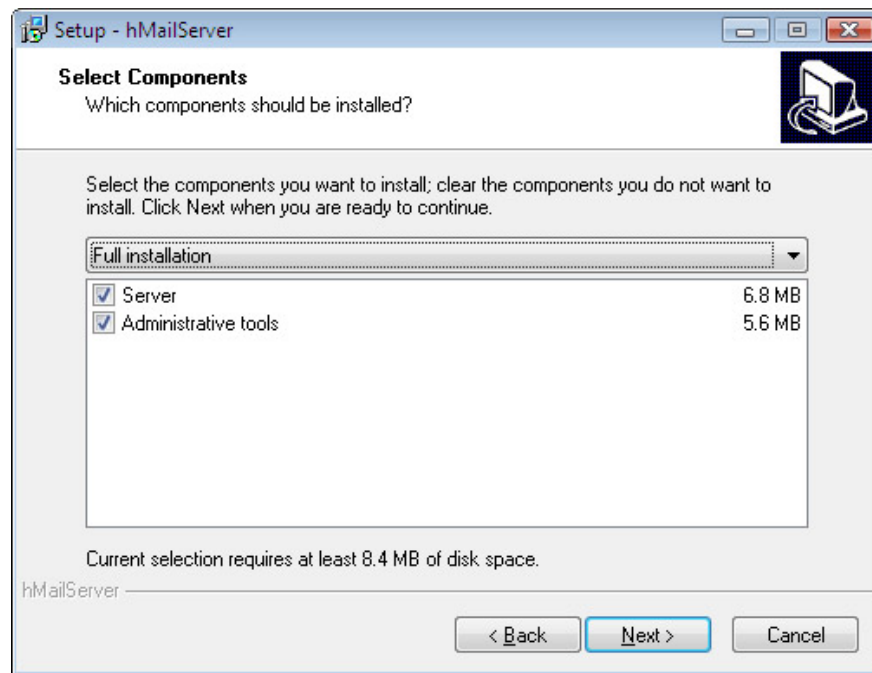 Setup - hMailServer
Select Components
Which components should be installed?
Select the components you want to install; clear the components you do not want to
install. Click Next when you are ready to continue.
Full installation
Server 6.8 MB
Administrative tools 5.6 MB
Current selection requires at least 8.4 MB of disk space.
hMailServer
< Back Next > Cancel